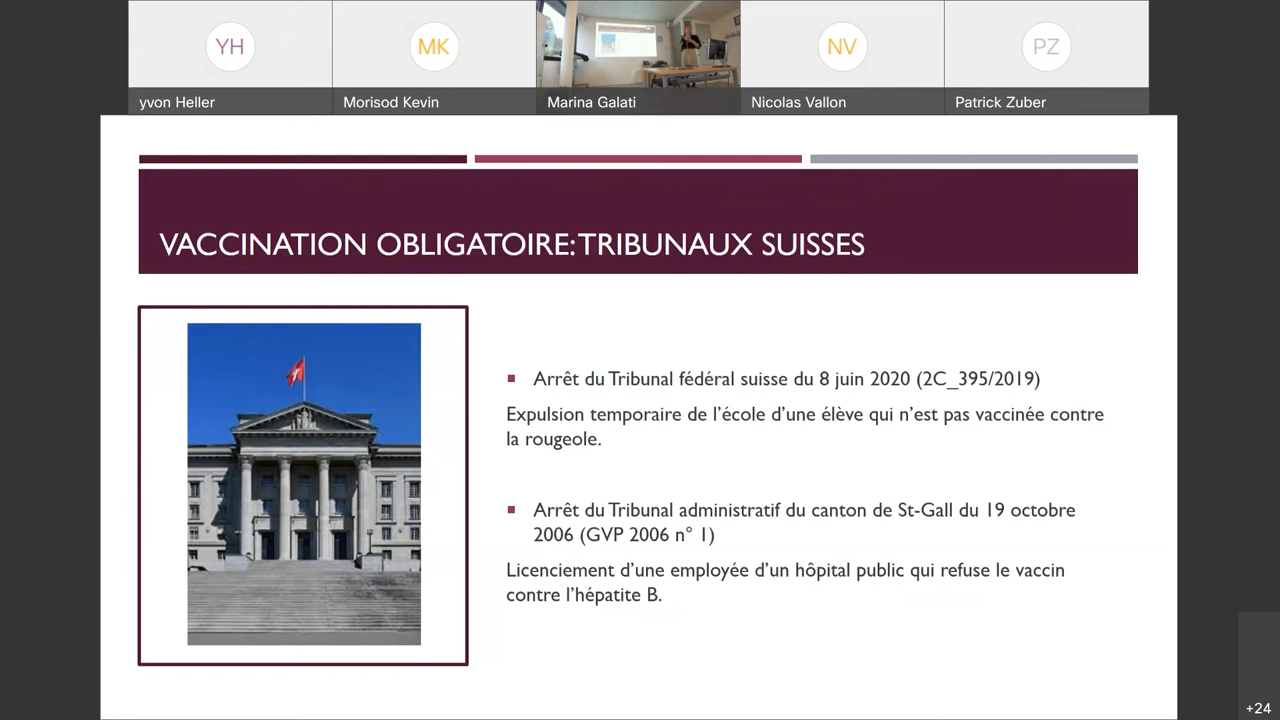 YH
MK
NV
PZ
yvon Heller
Morisod Kevin
Marina Galati
Nicolas Vallon
Patrick Zuber
VACCINATION OBLIGATOIRE: TRIBUNAUX SUISSES
▪ Arrêt du Tribunal fédéral suisse du 8 juin 2020 (2C_395/2019)
Expulsion temporaire de l'école d'une élève qui n'est pas vaccinée contre
la rougeole.
▪ Arrêt du Tribunal administratif du canton de St-Gall du 19 octobre
2006 (GVP 2006 n° 1)
Licenciement d'une employée d'un hôpital public qui refuse le vaccin
contre l'hépatite B.
+24